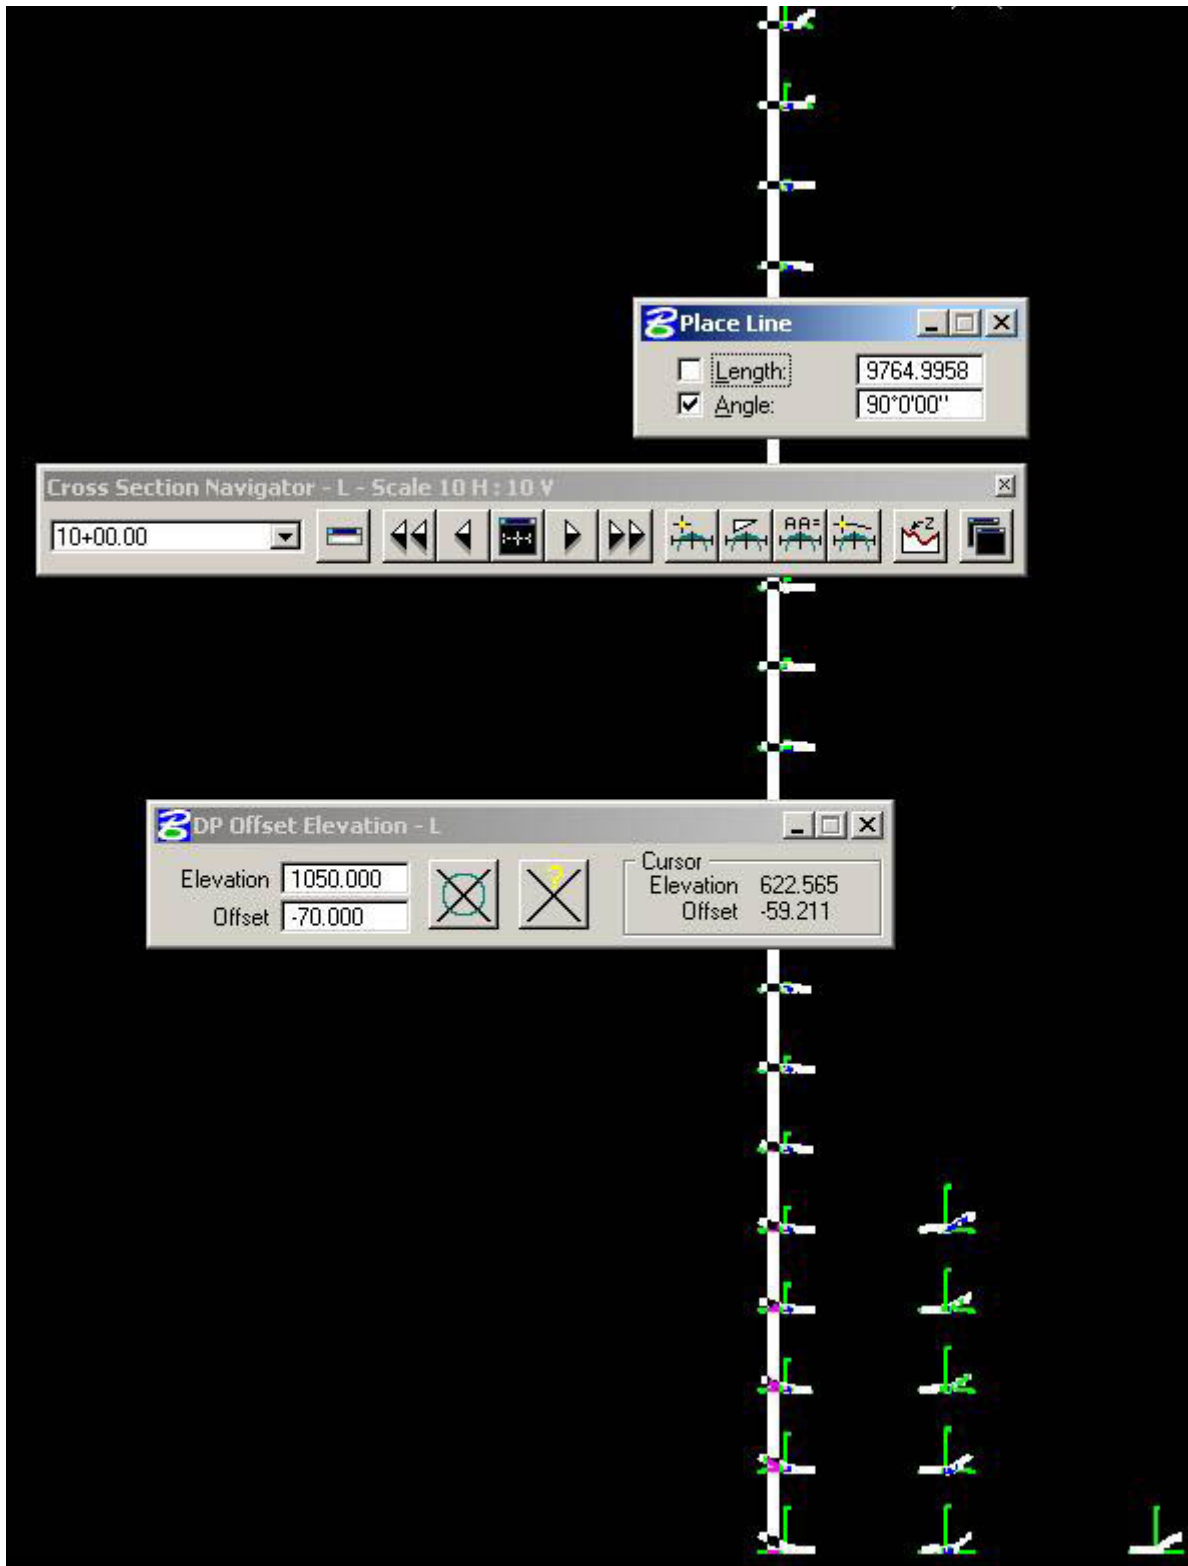 Place Line
Length: 9764.9958
Angle: 90°0'00"
Cross Section Navigator - L - Scale 10 H : 10 V
10+00.00
AA=
Z
DP Offset Elevation - L
Elevation 1050.000
Offset -70.000
?
Cursor
Elevation 622.565
Offset -59.211